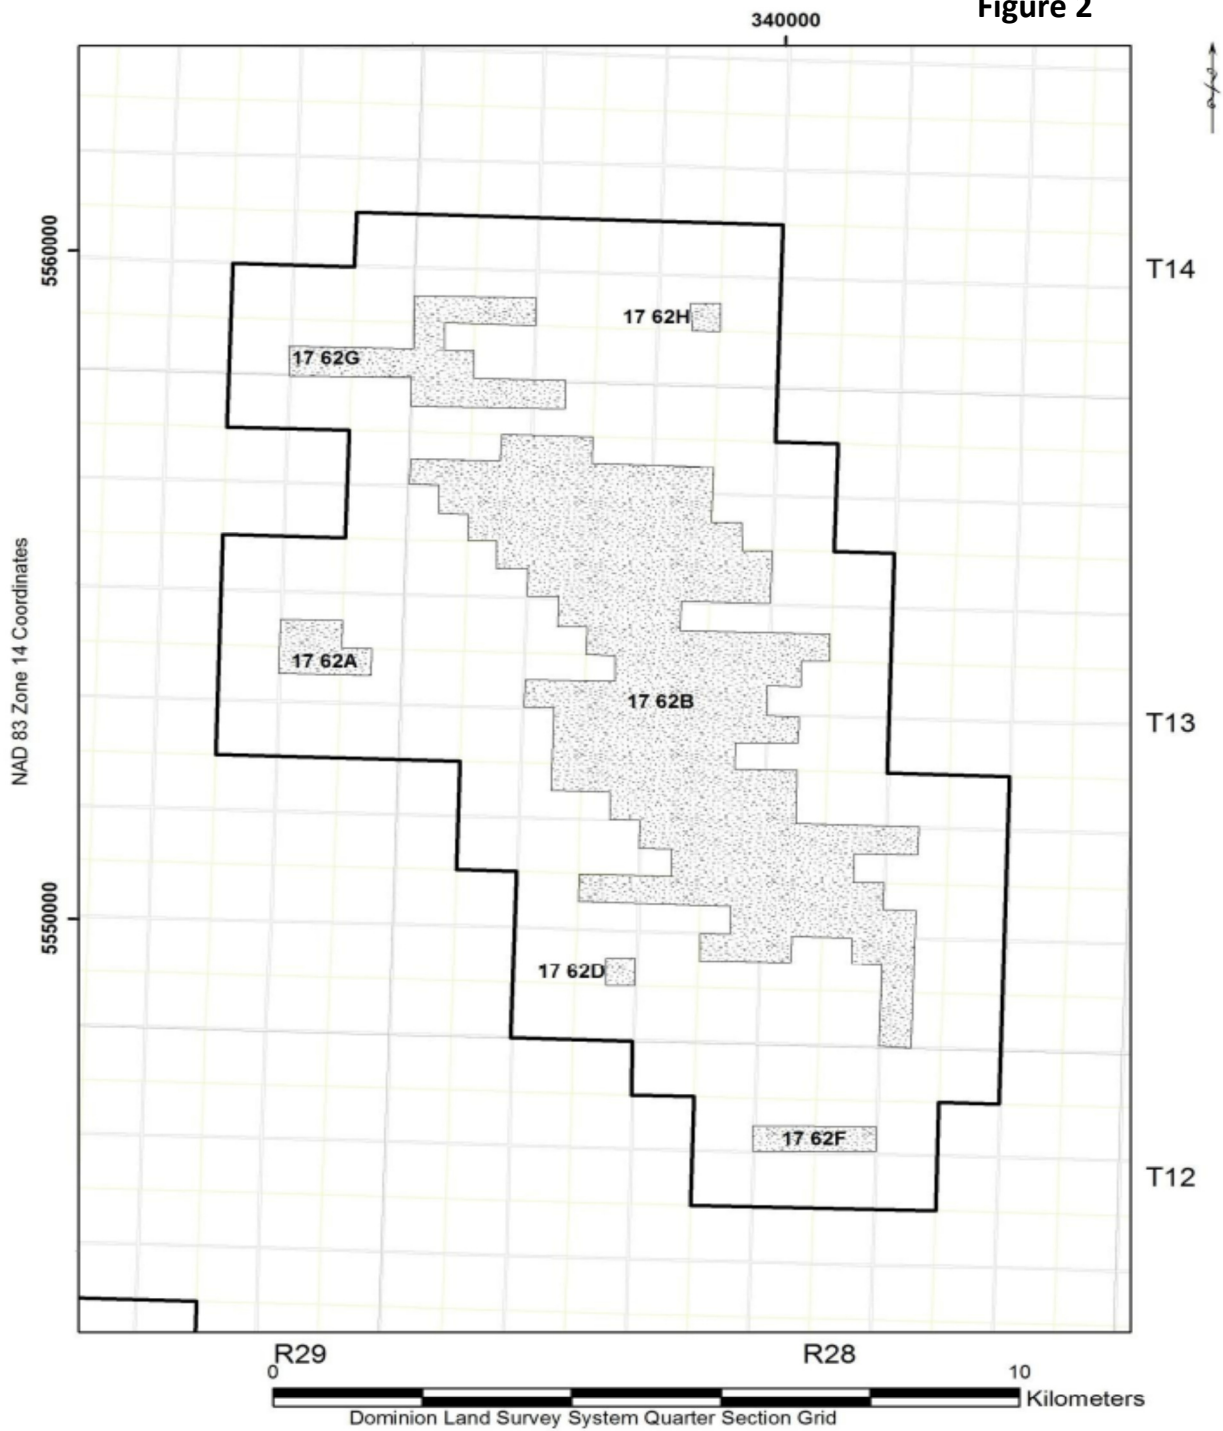 Figure 2
340000
5560000
T14
17 62H
17 62G
NAD 83 Zone 14 Coordinates
17 62A
17 62B
T13
5550000
17 62D
17 62F
T12
R29
R28
0
10
Kilometers
Dominion Land Survey System Quarter Section Grid